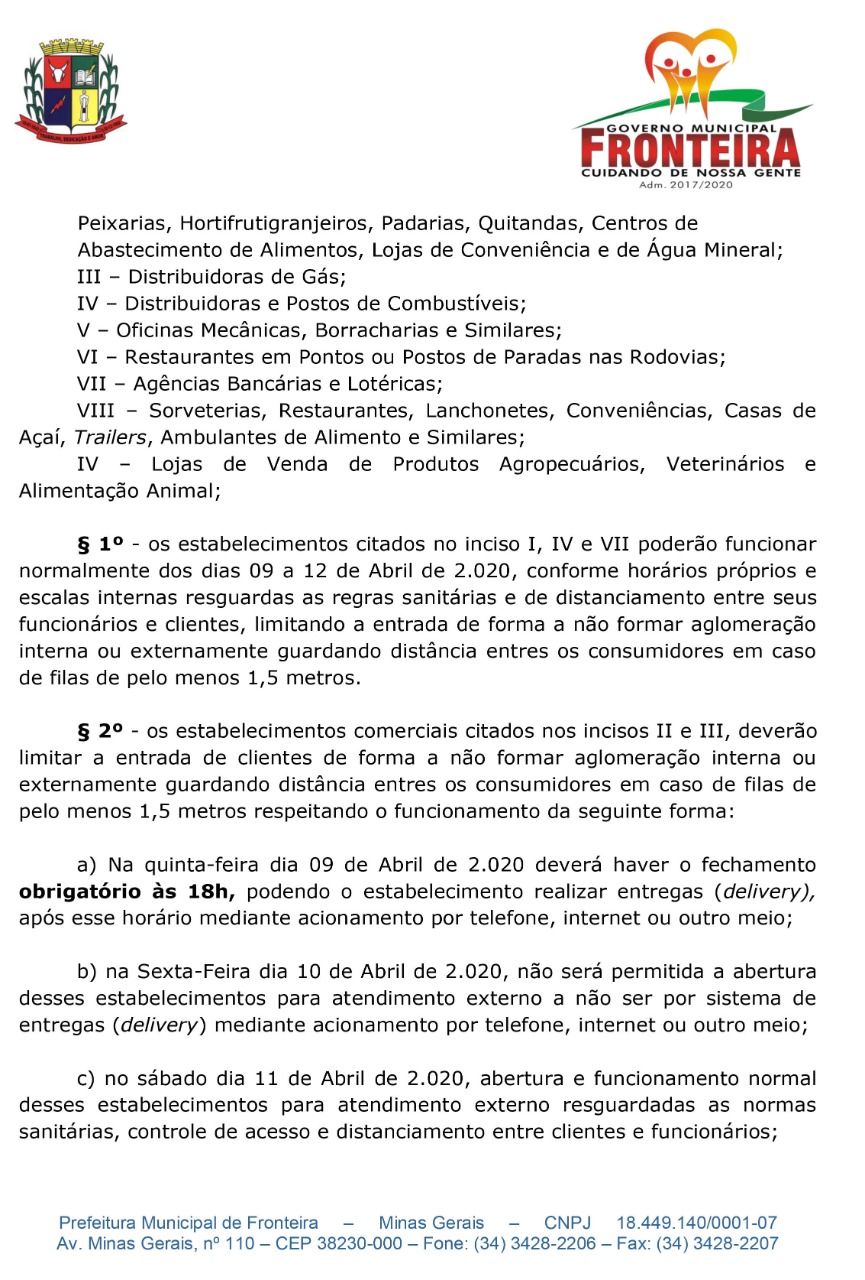 GOVERNO MUNICIPAL
FRONTEIRA
CUIDANDO DE NOSSA GENTE
Adm. 2017/2020
Peixarias, Hortifrutigranjeiros, Padarias, Quitandas, Centros de
Abastecimento de Alimentos, Lojas de Conveniência e de Água Mineral;
III – Distribuidoras de Gás;
IV – Distribuidoras e Postos de Combustíveis;
V – Oficinas Mecânicas, Borracharias e Similares;
VI – Restaurantes em Pontos ou Postos de Paradas nas Rodovias;
VII – Agências Bancárias e Lotéricas;
VIII – Sorveterias, Restaurantes, Lanchonetes, Conveniências, Casas de
Açaí, Trailers, Ambulantes de Alimento e Similares;
IV – Lojas de Venda de Produtos Agropecuários, Veterinários e
Alimentação Animal;
§ 1º - os estabelecimentos citados no inciso I, IV e VII poderão funcionar
normalmente dos dias 09 a 12 de Abril de 2.020, conforme horários próprios e
escalas internas resguardas as regras sanitárias e de distanciamento entre seus
funcionários e clientes, limitando a entrada de forma a não formar aglomeração
interna ou externamente guardando distância entres os consumidores em caso
de filas de pelo menos 1,5 metros.
§ 2º - os estabelecimentos comerciais citados nos incisos II e III, deverão
limitar a entrada de clientes de forma a não formar aglomeração interna ou
externamente guardando distância entres os consumidores em caso de filas de
pelo menos 1,5 metros respeitando o funcionamento da seguinte forma:
a) Na quinta-feira dia 09 de Abril de 2.020 deverá haver o fechamento
obrigatório às 18h, podendo o estabelecimento realizar entregas (delivery),
após esse horário mediante acionamento por telefone, internet ou outro meio;
b) na Sexta-Feira dia 10 de Abril de 2.020, não será permitida a abertura
desses estabelecimentos para atendimento externo a não ser por sistema de
entregas (delivery) mediante acionamento por telefone, internet ou outro meio;
c) no sábado dia 11 de Abril de 2.020, abertura e funcionamento normal
desses estabelecimentos para atendimento externo resguardadas as normas
sanitárias, controle de acesso e distanciamento entre clientes e funcionários;
Prefeitura Municipal de Fronteira – Minas Gerais – CNPJ 18.449.140/0001-07
Av. Minas Gerais, nº 110 – CEP 38230-000 – Fone: (34) 3428-2206 – Fax: (34) 3428-2207